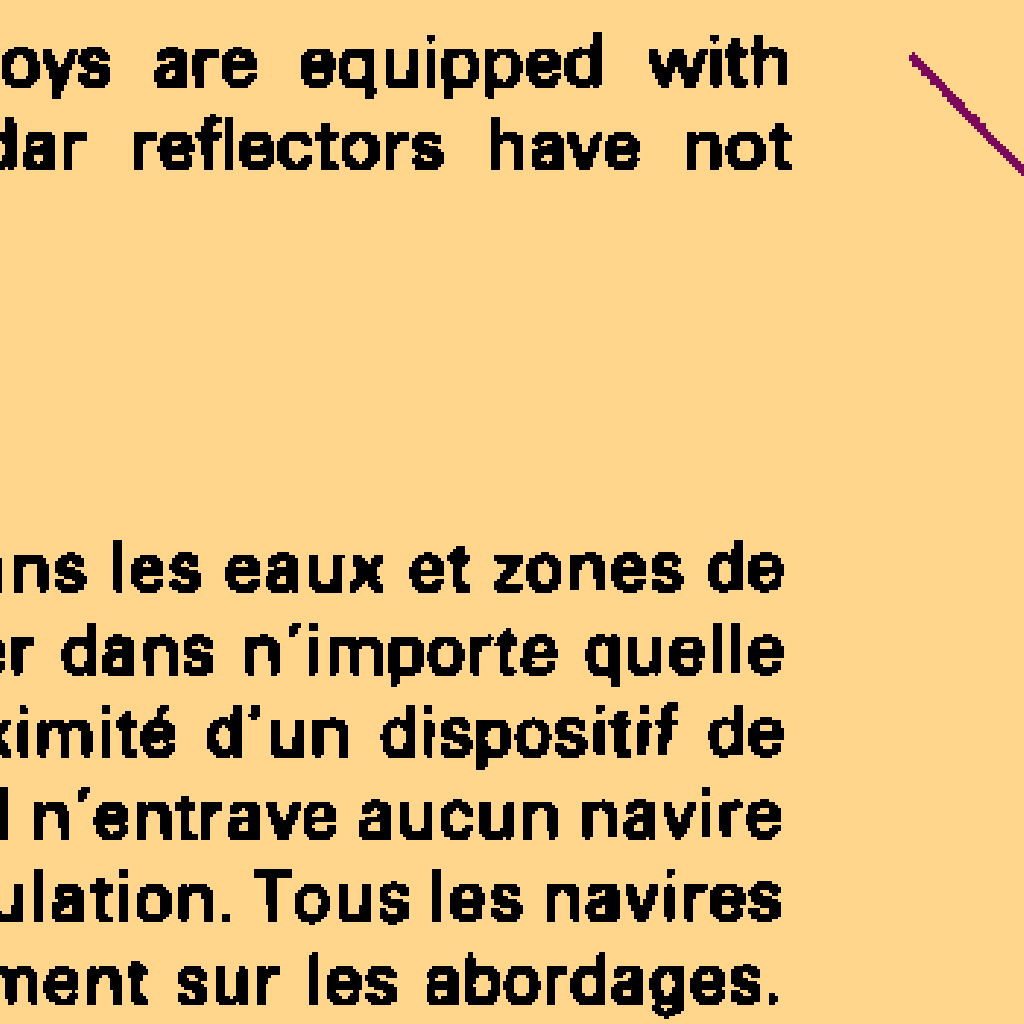 oys are equipped with
dar reflectors have not
ns les eaux et zones de
er dans n'importe quelle
ximité d'un dispositif de
n'entrave aucun navire
ulation. Tous les navires
ment sur les abordages.